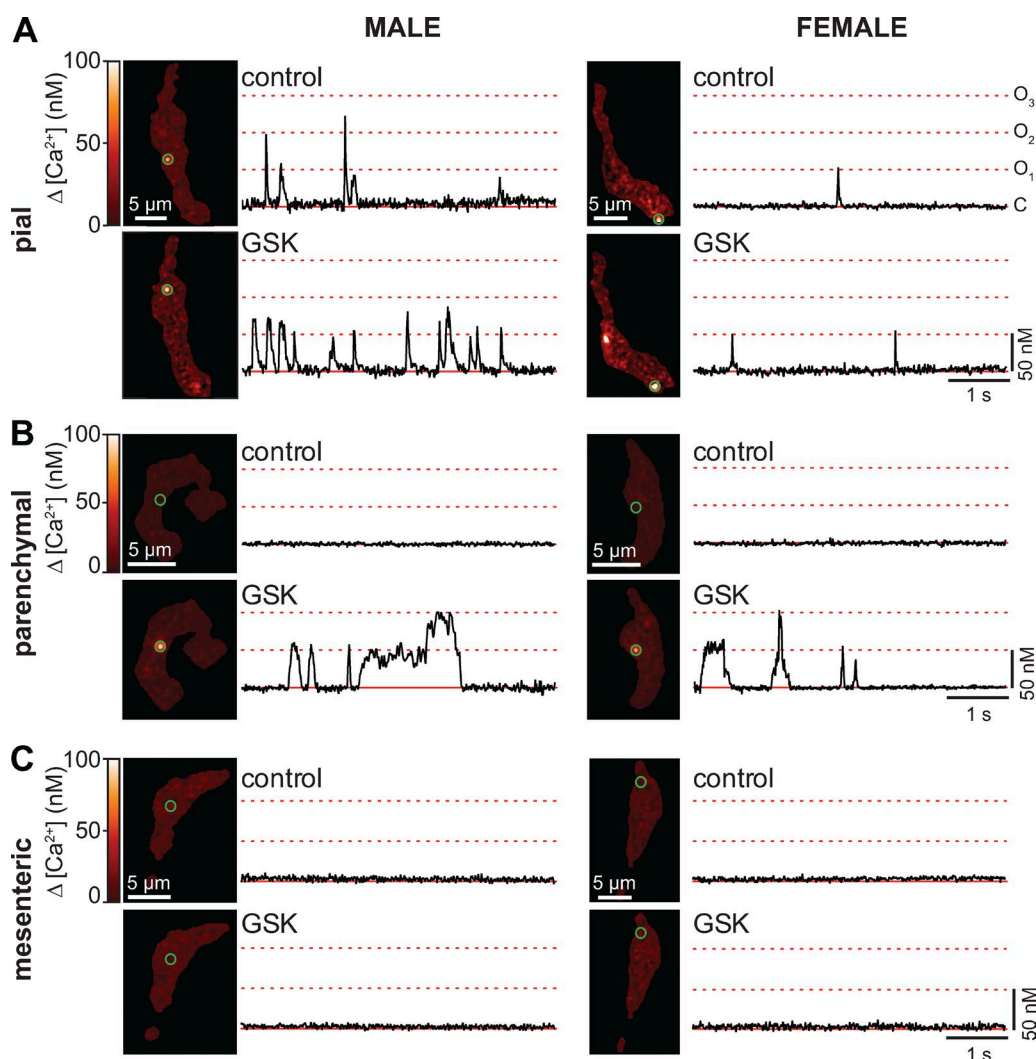 MALE
FEMALE
A
pial
Δ [Ca²⁺] (nM)
100
50
0
control
5 μm
control
5 μm
O₃
O₂
O₁
C
GSK
GSK
50 nM
1 s
B
parenchymal
Δ [Ca²⁺] (nM)
100
50
0
control
5 μm
control
5 μm
GSK
GSK
50 nM
1 s
C
mesenteric
Δ [Ca²⁺] (nM)
100
50
0
control
5 μm
control
5 μm
GSK
GSK
50 nM
1 s